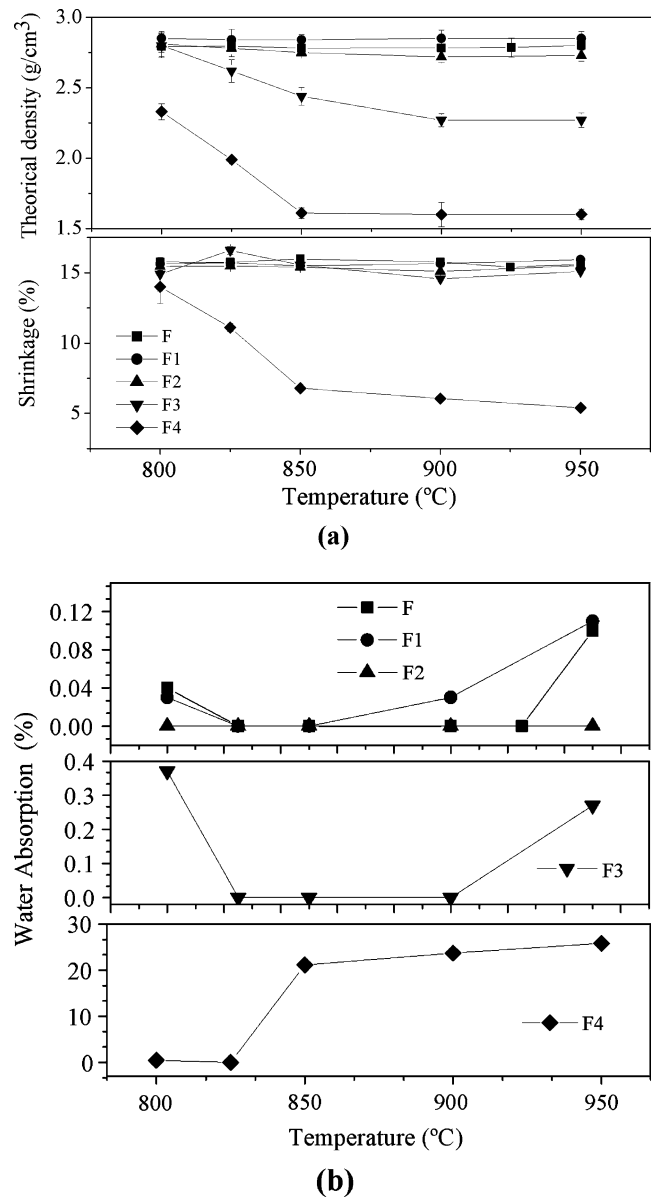 Theorical density (g/cm³)
3.0
2.5
2.0
1.5
Shrinkage (%)
15
10
5
F
F1
F2
F3
F4
800
850
900
950
Temperature (ºC)
(a)
Water Absorption (%)
0.12
0.08
0.04
0.00
F
F1
F2
0.4
0.3
0.2
0.1
0.0
F3
30
20
10
0
F4
800
850
900
950
Temperature (ºC)
(b)